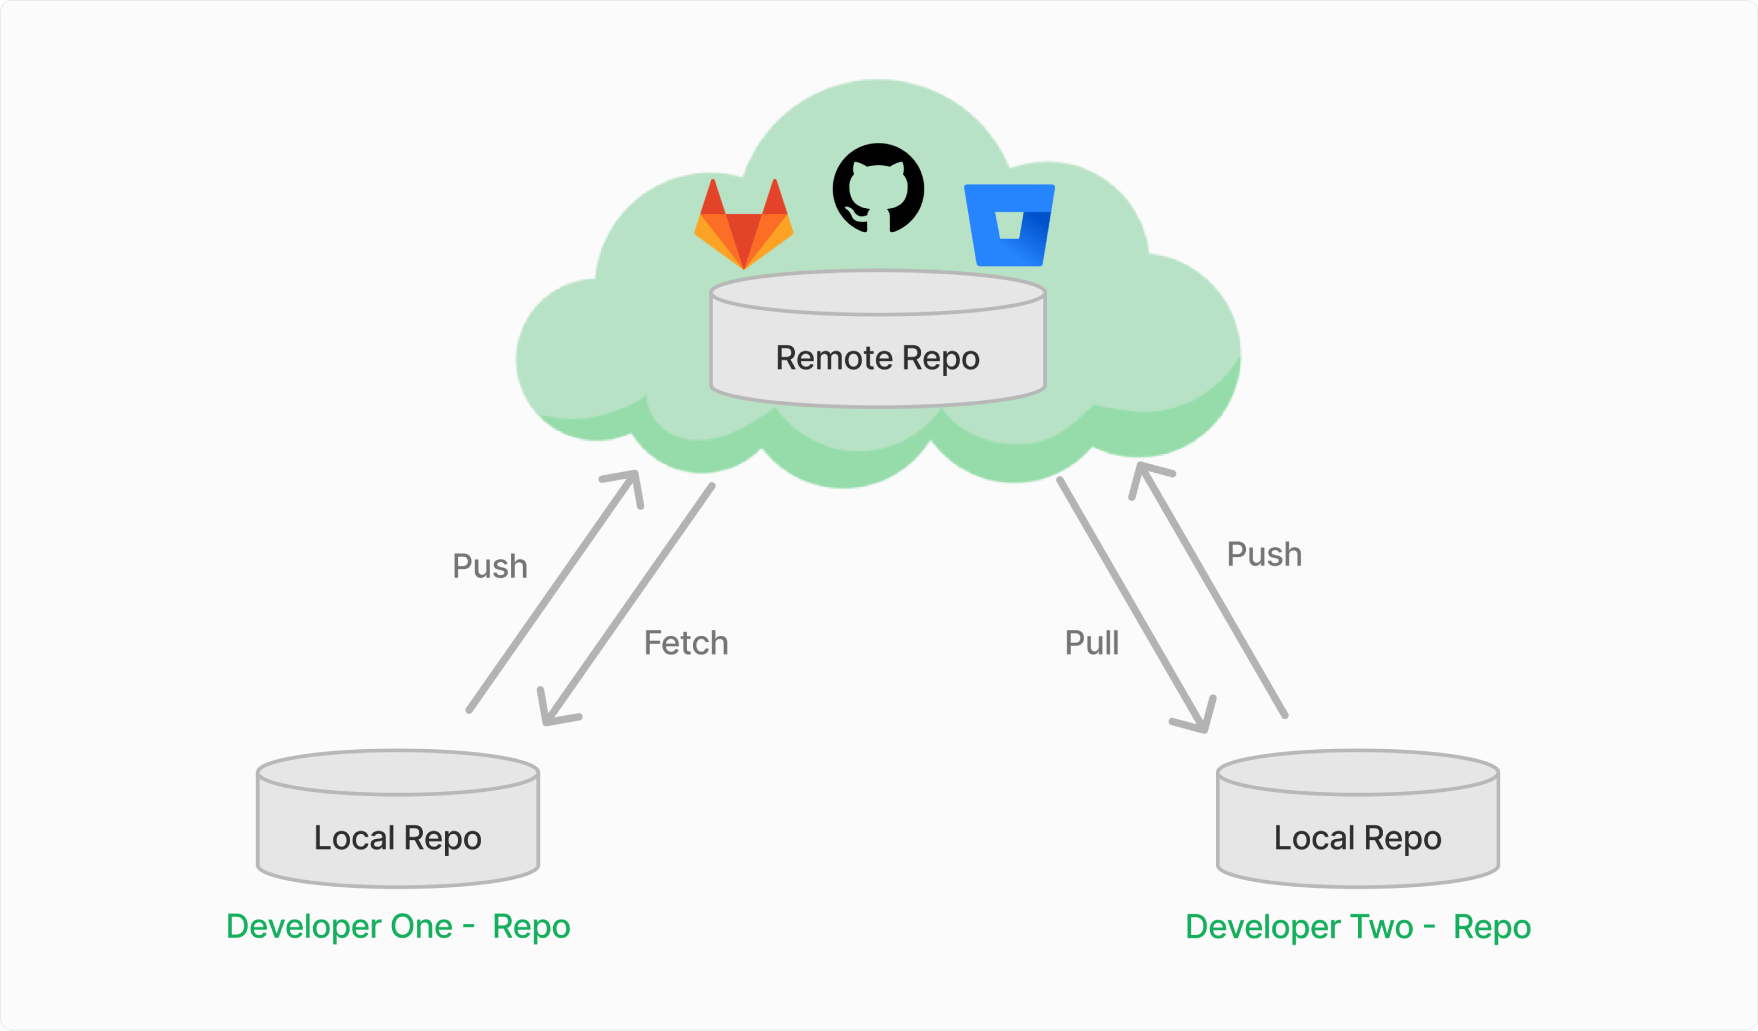 Remote Repo
Push
Push
Fetch
Pull
Local Repo
Local Repo
Developer One - Repo
Developer Two - Repo